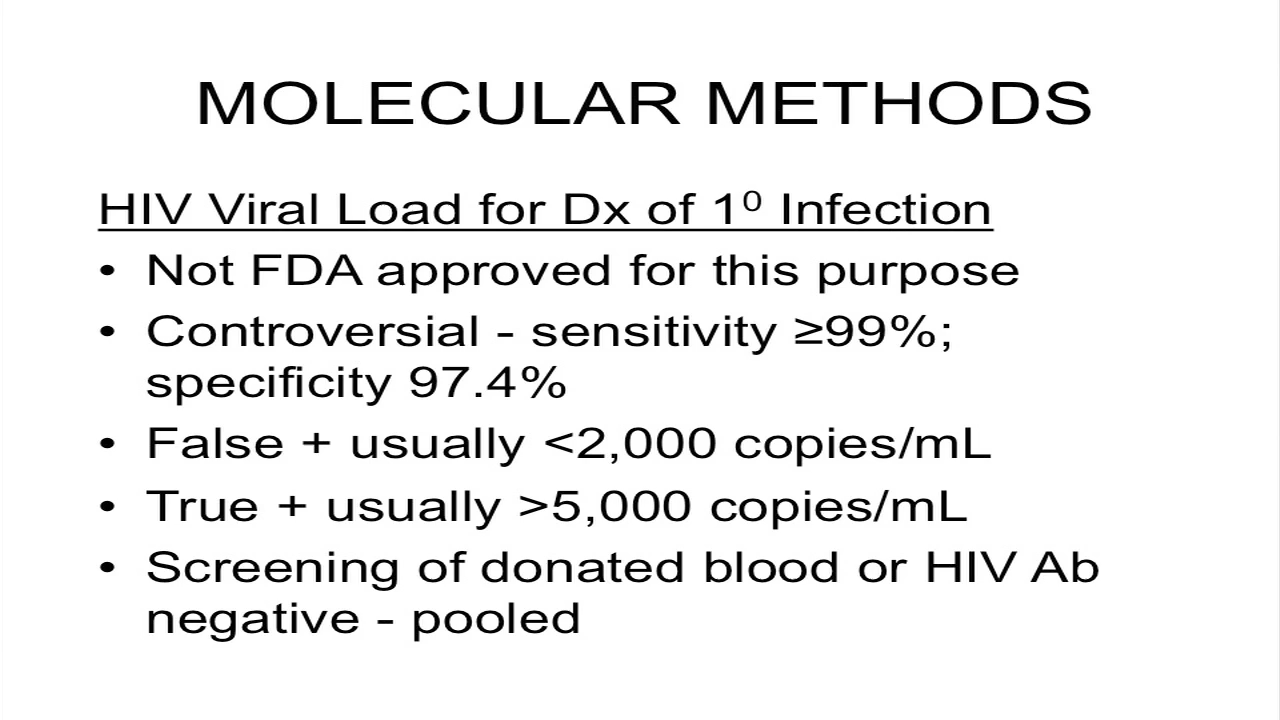 MOLECULAR METHODS
HIV Viral Load for Dx of 1⁰ Infection
• Not FDA approved for this purpose
• Controversial - sensitivity ≥99%;
specificity 97.4%
• False + usually <2,000 copies/mL
• True + usually >5,000 copies/mL
• Screening of donated blood or HIV Ab
negative - pooled